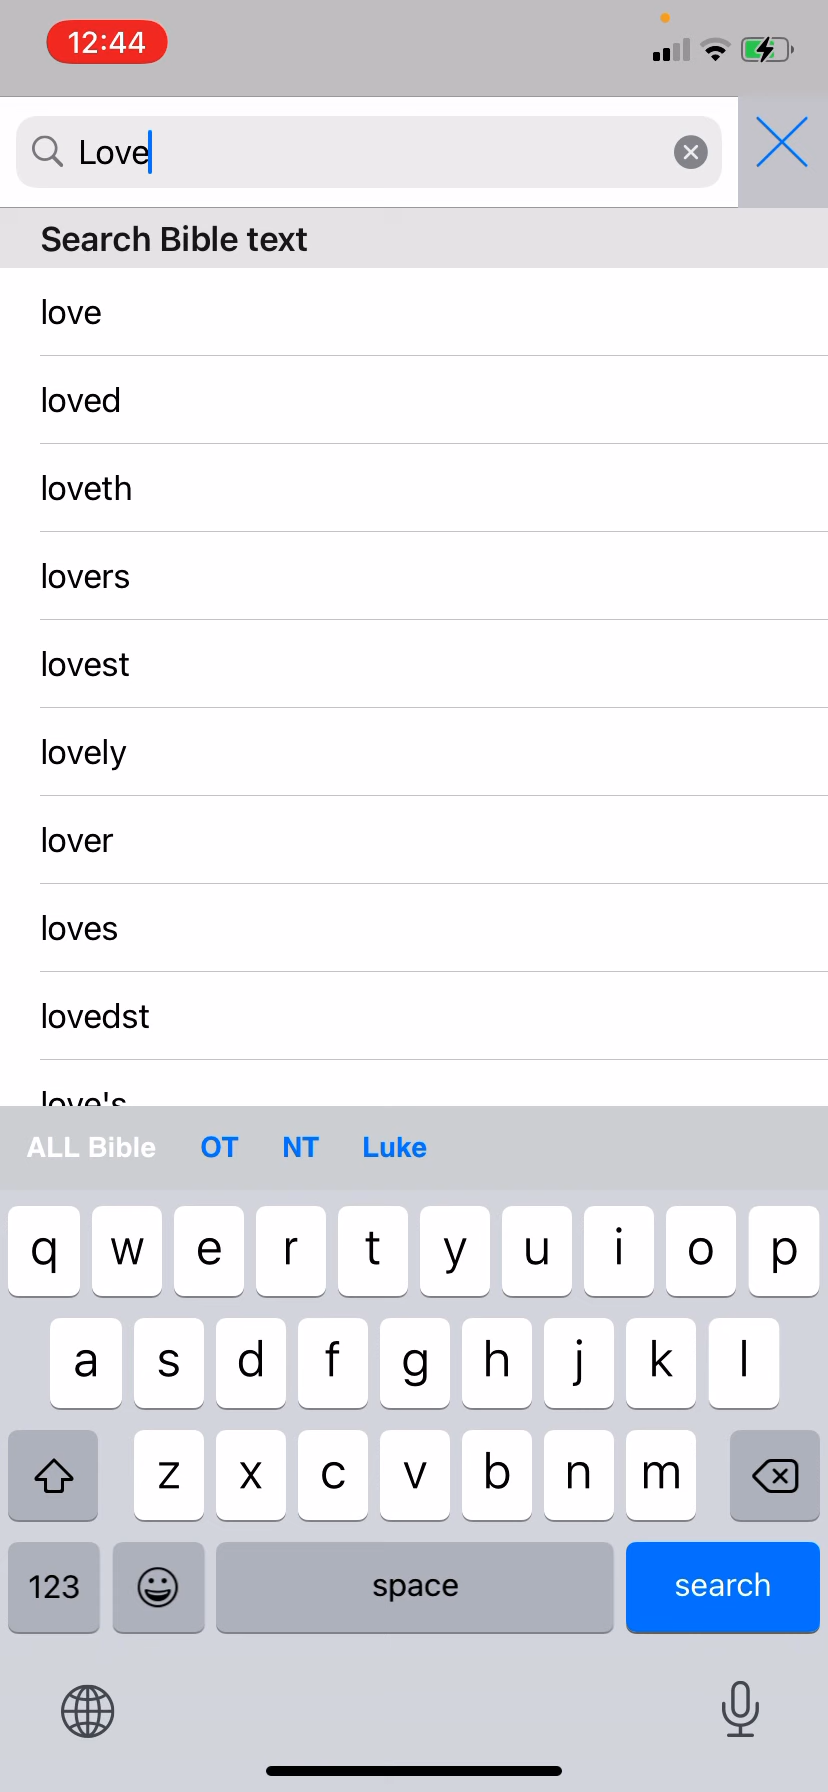 12:44
Love
Search Bible text
love
loved
loveth
lovers
lovest
lovely
lover
loves
lovedst
love's
ALL Bible OT NT Luke
q w e r t y u i o p
a s d f g h j k l
z x c v b n m
123 space search